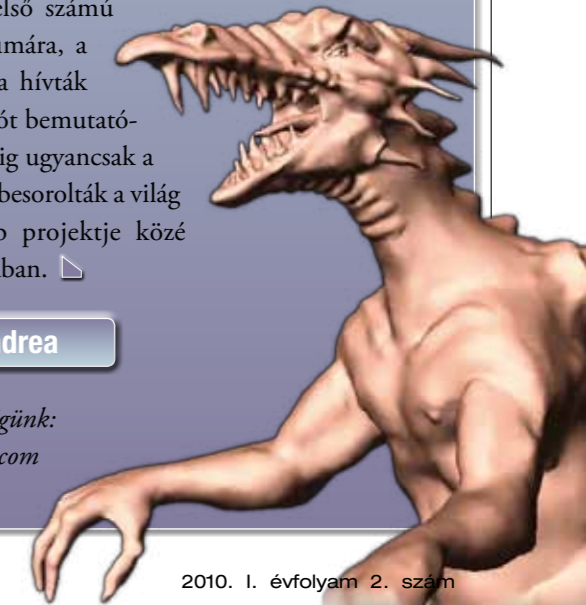 első számú
umára, a
a hívták
ót bemutató-
ig ugyancsak a
besorolták a világ
projektje közé
ban.
drea
günk:
com
2010. I. évfolyam 2. szám